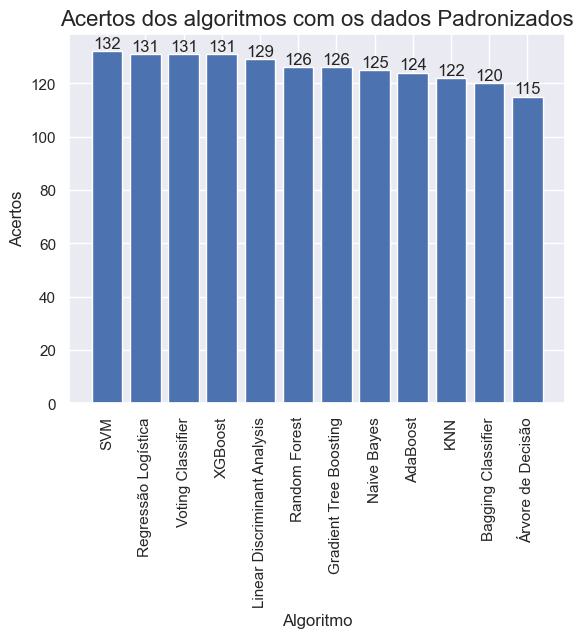 Acertos dos algoritmos com os dados Padronizados
132
131
131
131
129
126
126
125
124
122
120
115
120
100
80
60
40
20
0
Acertos
SVM
Regressão Logística
Voting Classifier
XGBoost
Linear Discriminant Analysis
Random Forest
Gradient Tree Boosting
Naive Bayes
AdaBoost
KNN
Bagging Classifier
Árvore de Decisão
Algoritmo